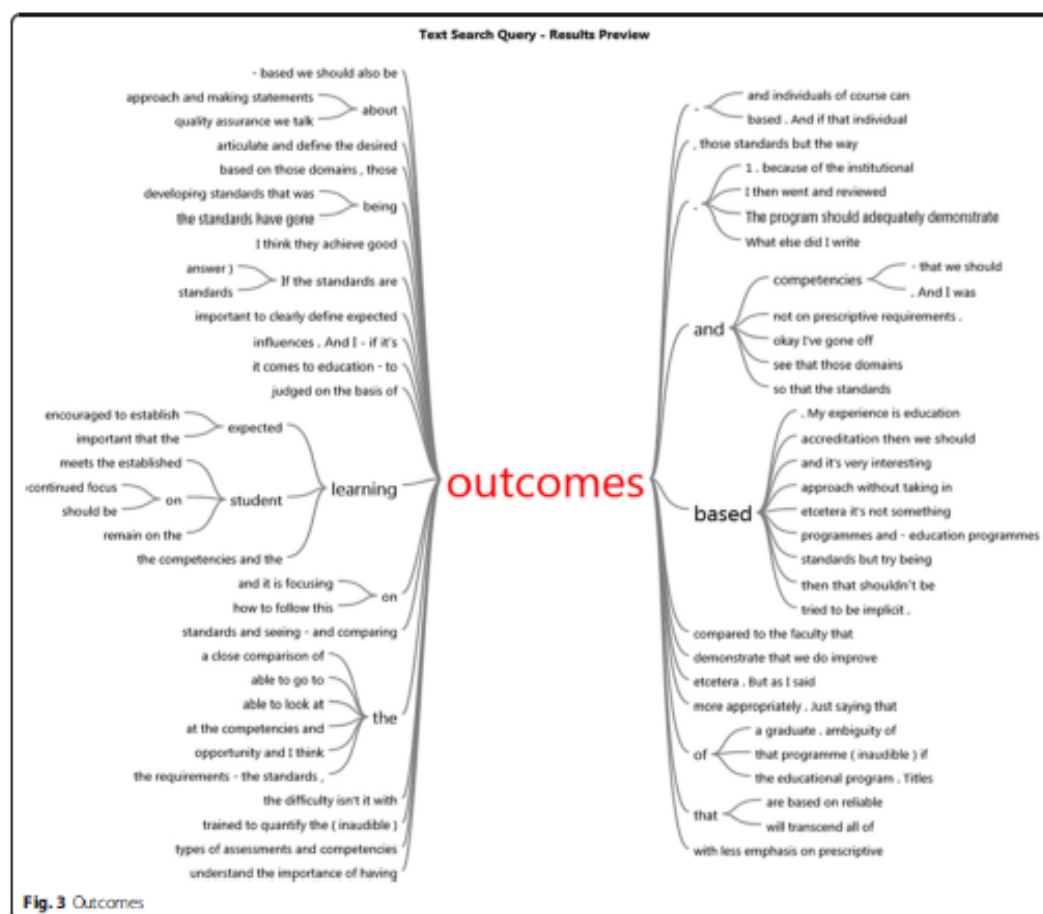 Text Search Query - Results Preview
- based we should also be
approach and making statements
quality assurance we talk
about
articulate and define the desired
based on those domains , those
developing standards that was
the standards have gone
being
I think they achieve good
answer )
standards
If the standards are
important to clearly define expected
influences . And I - if it's
it comes to education - to
judged on the basis of
encouraged to establish
important that the
expected
meets the established
continued focus
should be
on
remain on the
student
the competencies and the
learning
and it is focusing
how to follow this
on
standards and seeing - and comparing
a close comparison of
able to go to
able to look at
at the competencies and
opportunity and I think
the requirements - the standards ,
the
the difficulty isn't it with
trained to quantify the ( inaudible )
types of assessments and competencies
understand the importance of having
outcomes
-
and individuals of course can
based . And if that individual
, those standards but the way
.
1 . because of the institutional
I then went and reviewed
The program should adequately demonstrate
What else did I write
and
competencies
- that we should
. And I was
not on prescriptive requirements .
okay I've gone off
see that those domains
so that the standards
based
. My experience is education
accreditation then we should
and it's very interesting
approach without taking in
etcetera it's not something
programmes and - education programmes
standards but try being
then that shouldn't be
tried to be implicit .
compared to the faculty that
demonstrate that we do improve
etcetera . But as I said
more appropriately . Just saying that
of
a graduate . ambiguity of
that programme ( inaudible ) if
the educational program . Titles
that
are based on reliable
will transcend all of
with less emphasis on prescriptive
Fig. 3 Outcomes